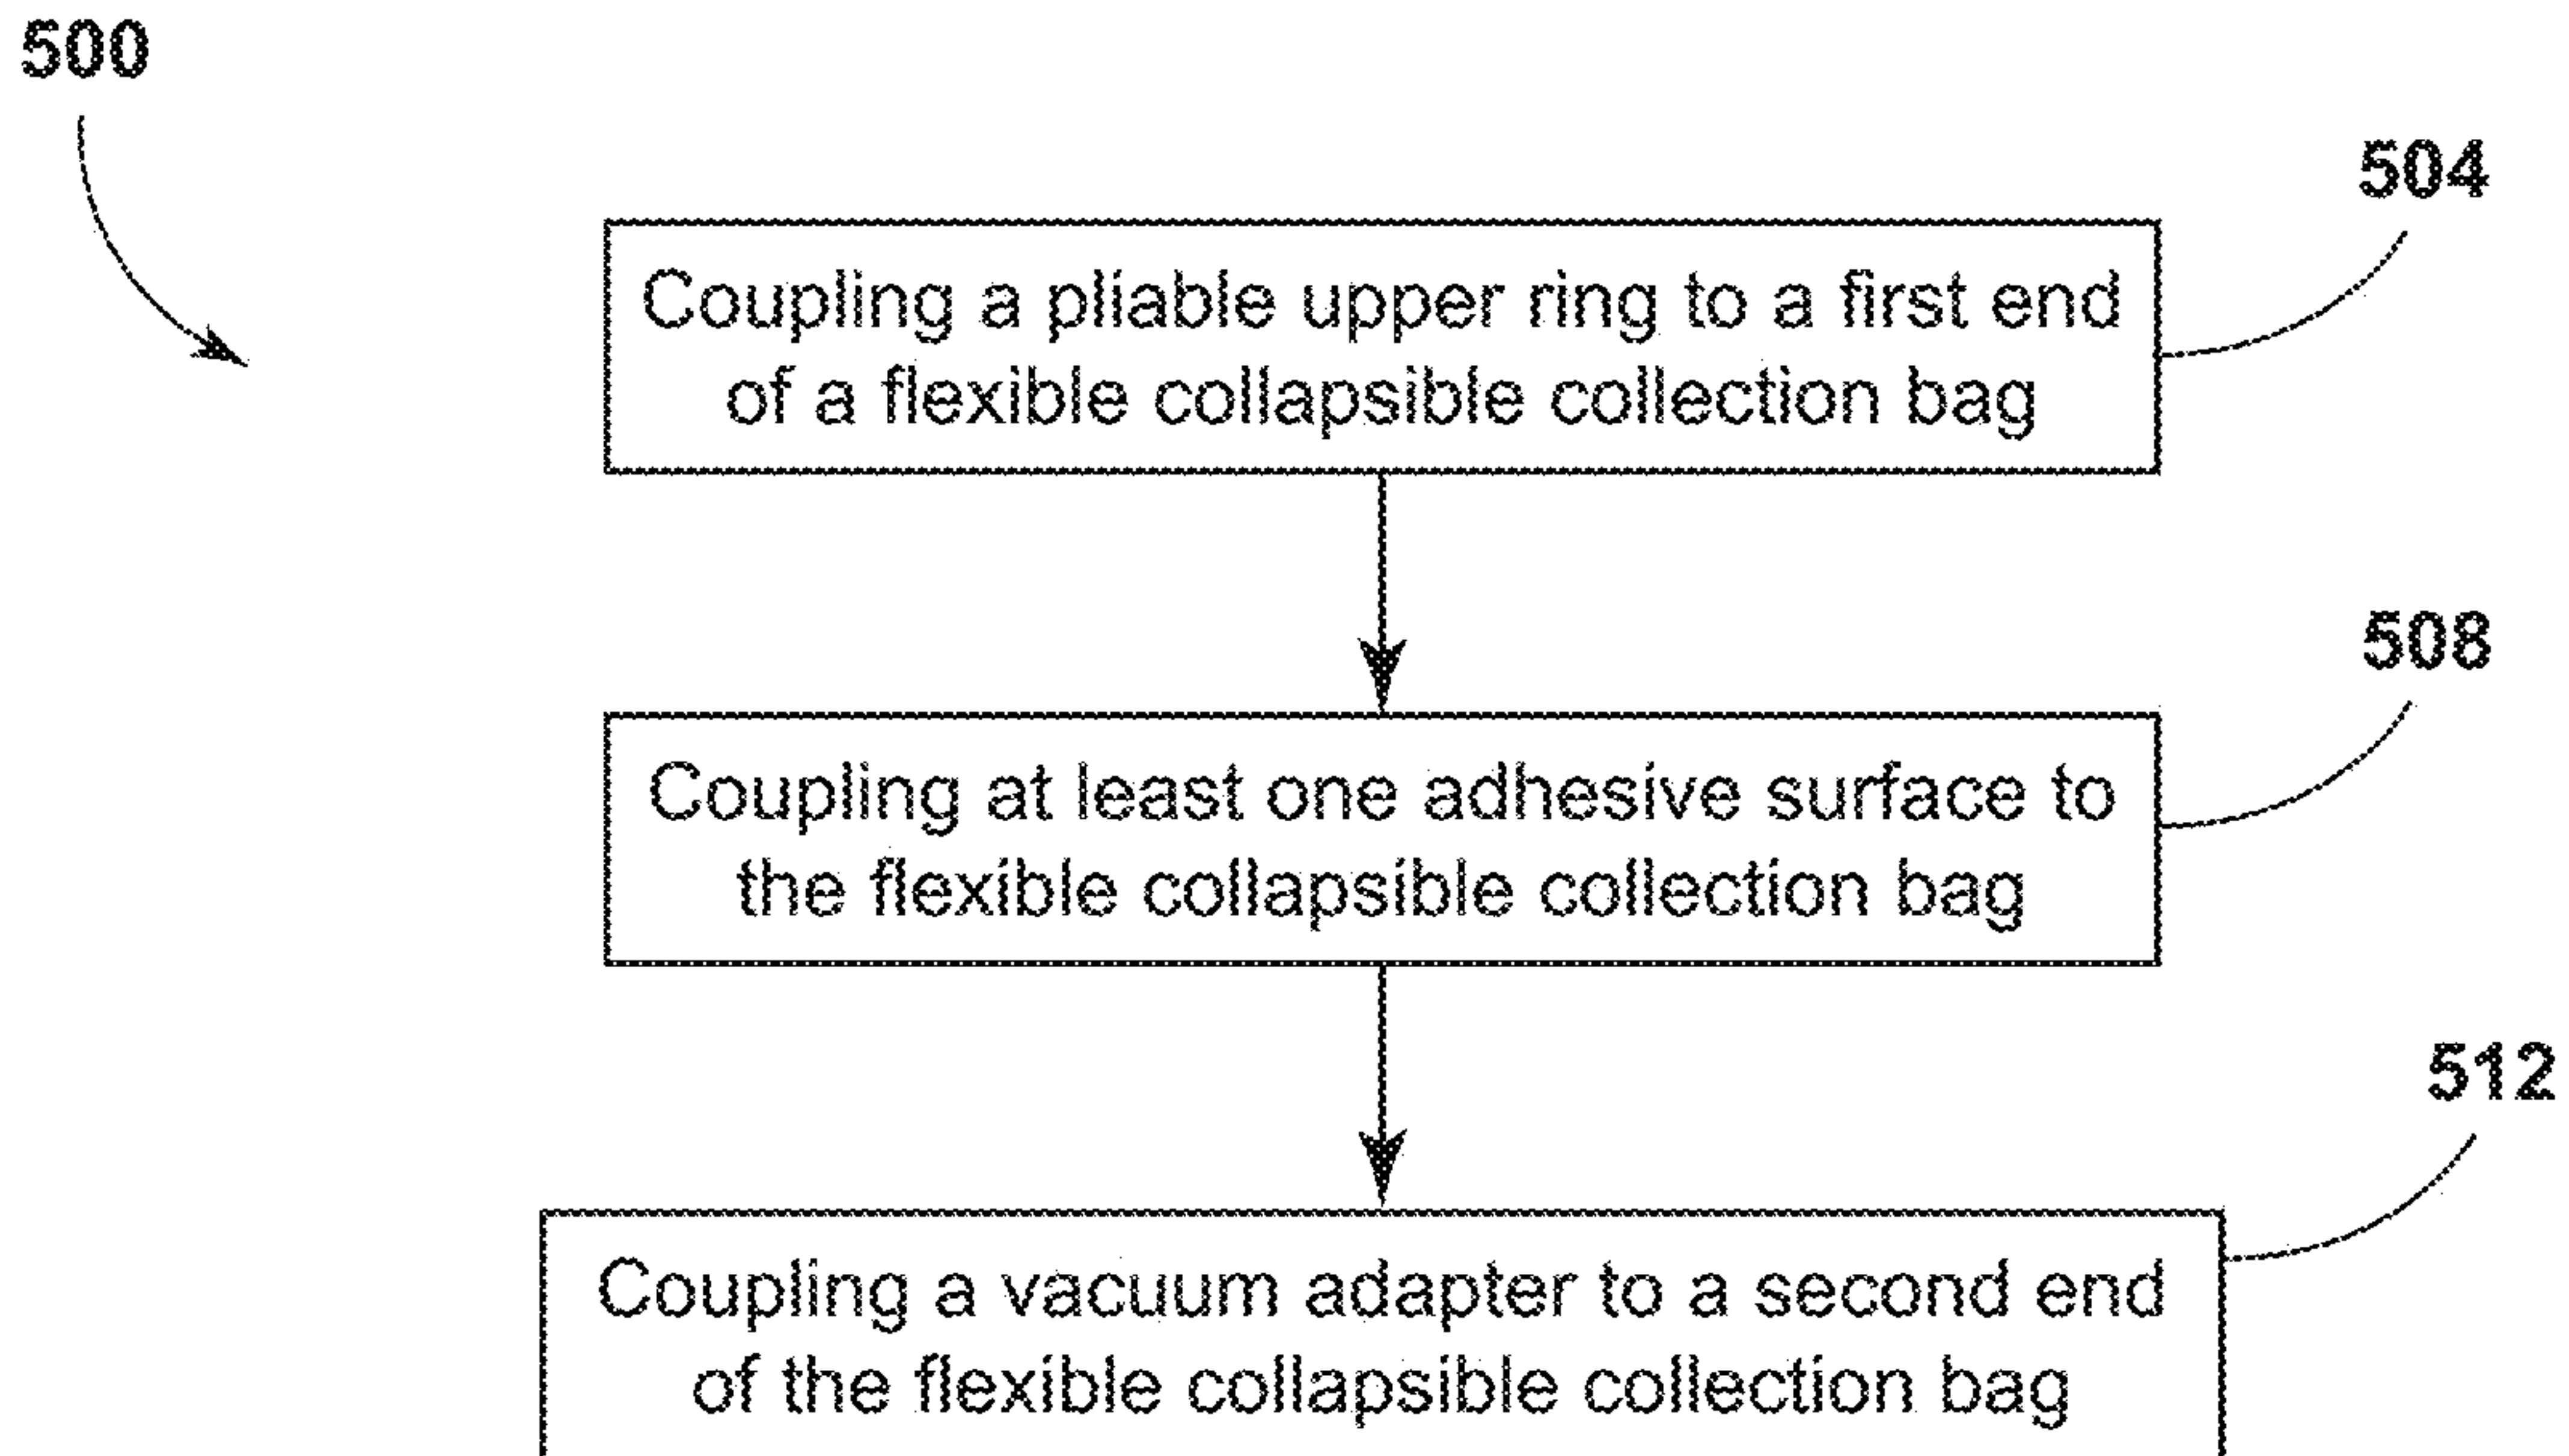 500
504
Coupling a pliable upper ring to a first end
of a flexible collapsible collection bag
508
Coupling at least one adhesive surface to
the flexible collapsible collection bag
512
Coupling a vacuum adapter to a second end
of the flexible collapsible collection bag